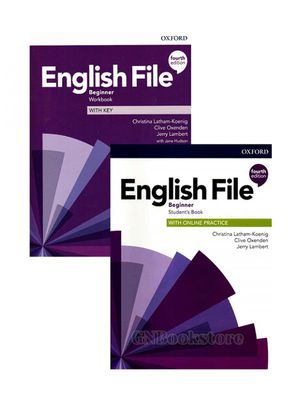 OXFORD
English File
fourth
edition
Beginner
Workbook
WITH KEY
Christina Latham-Koenig
Clive Oxenden
Jerry Lambert
with Jane Hudson
OXFORD
English File
fourth
edition
Beginner
Student's Book
WITH ONLINE PRACTICE
Christina Latham-Koenig
Clive Oxenden
Jerry Lambert
GNBookstore